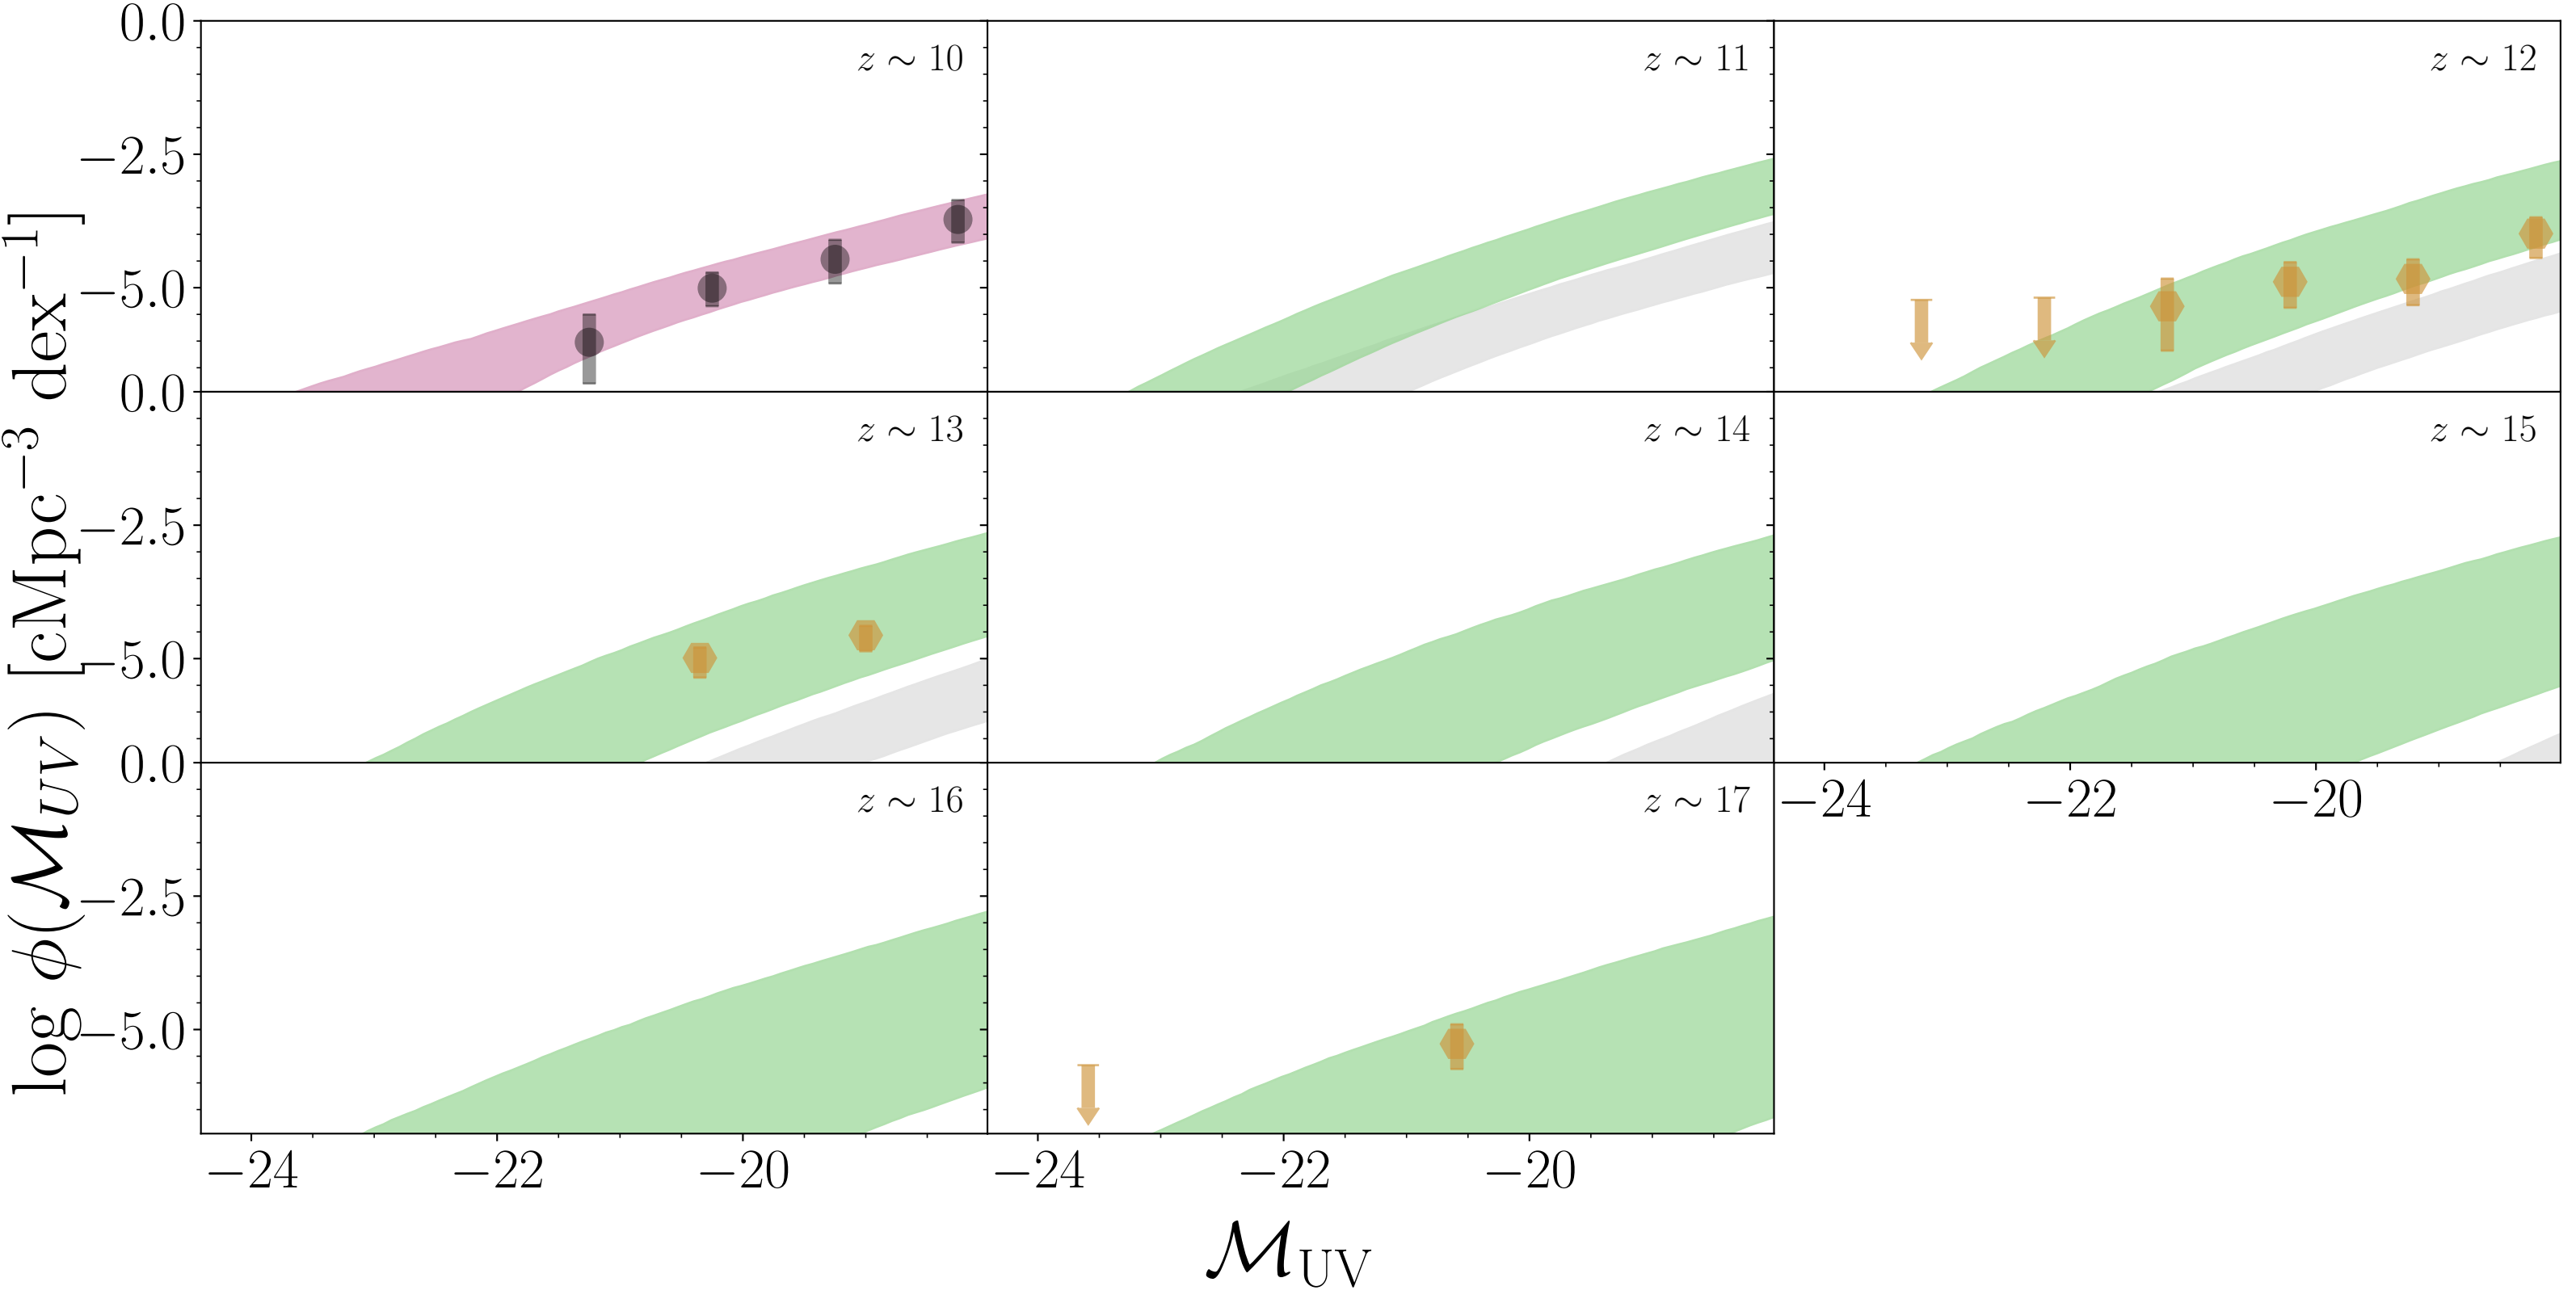 0.0
−2.5
−5.0
z ∼ 10
z ∼ 11
z ∼ 12
0.0
−2.5
−5.0
z ∼ 13
z ∼ 14
z ∼ 15
−24
−22
−20
0.0
−2.5
−5.0
z ∼ 16
z ∼ 17
−24
−22
−20
−24
−22
−20
log ϕ(ℳ_UV) [cMpc⁻³ dex⁻¹]
ℳ_UV